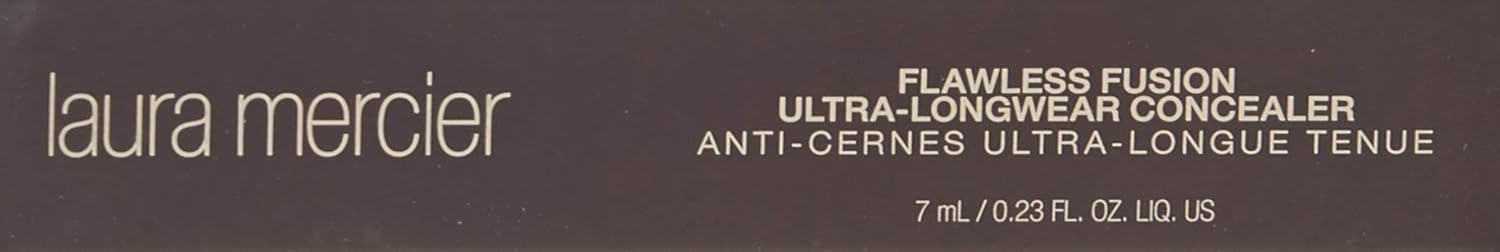 laura mercier
FLAWLESS FUSION
ULTRA-LONGWEAR CONCEALER
ANTI-CERNES ULTRA-LONGUE TENUE
7 mL / 0.23 FL. OZ. LIQ. US